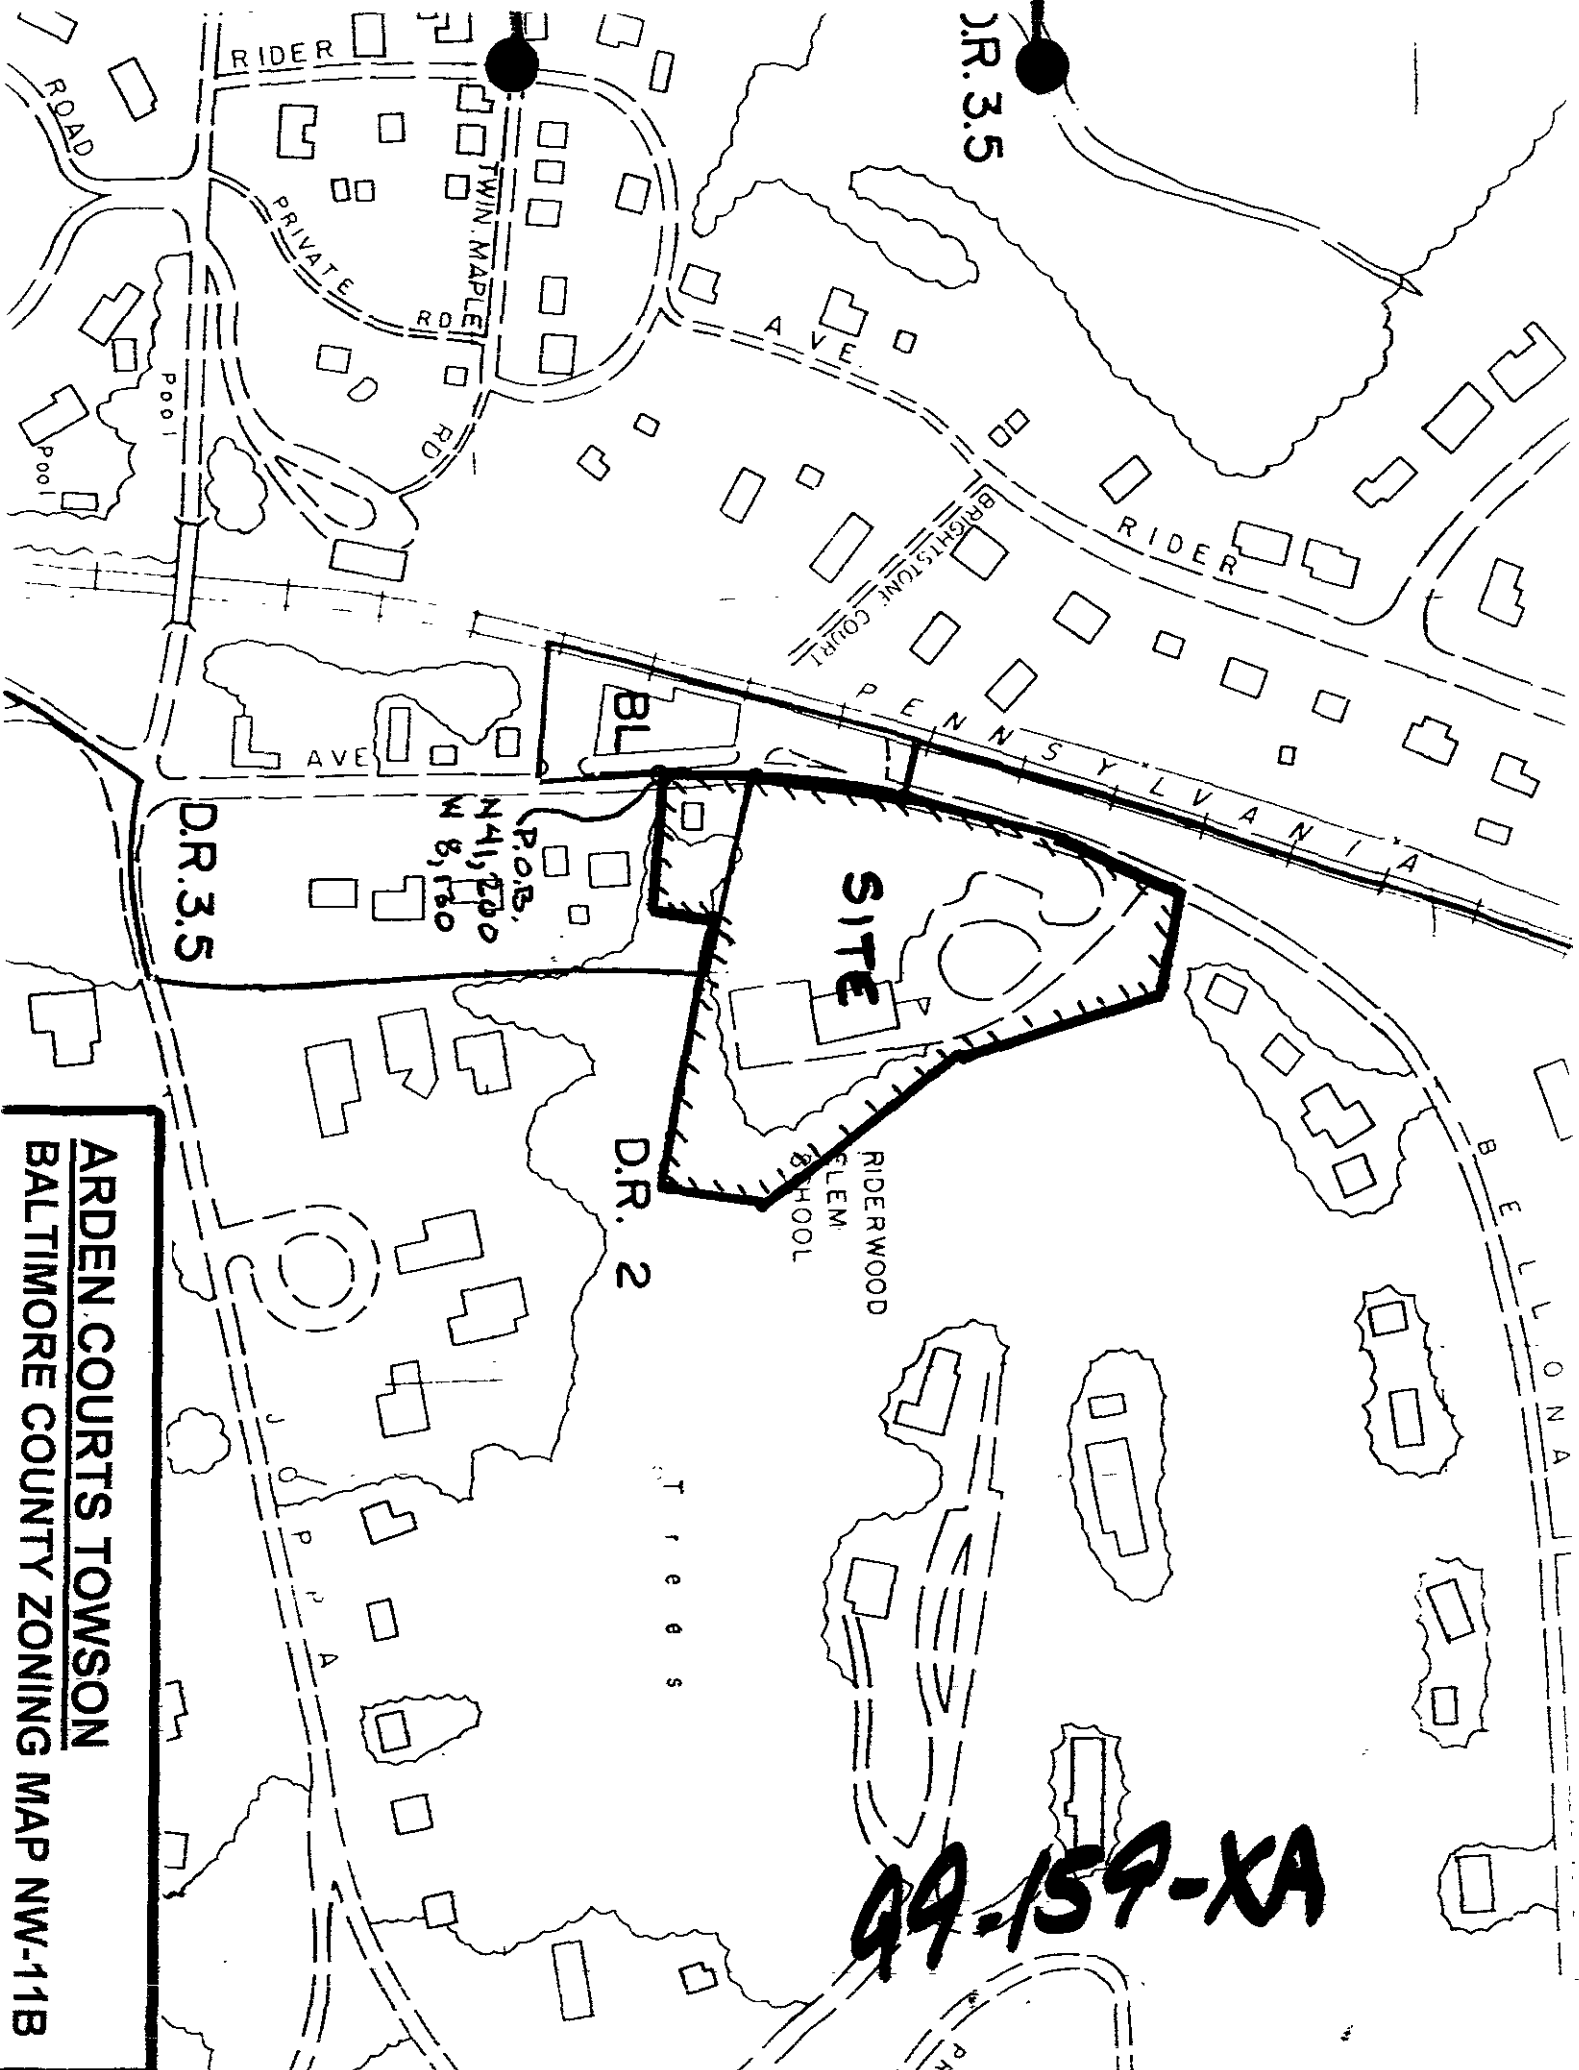 D.R. 3.5
RIDER
ROAD
TWIN MAPLE
RD
PRIVATE
RD
AVE
RIDER
BRIGHTSTONE COURT
Pool
Pool
PENNSYLVANIA
BL
AVE
P.O.B.
N 41,200
W 8,180
D.R. 3.5
SITE
RIDERWOOD
ELEM
SCHOOL
D.R. 2
BELLONA
JOPPA
Trees
99-159-XA
ARDEN COURTS TOWSON
BALTIMORE COUNTY ZONING MAP NW-11B